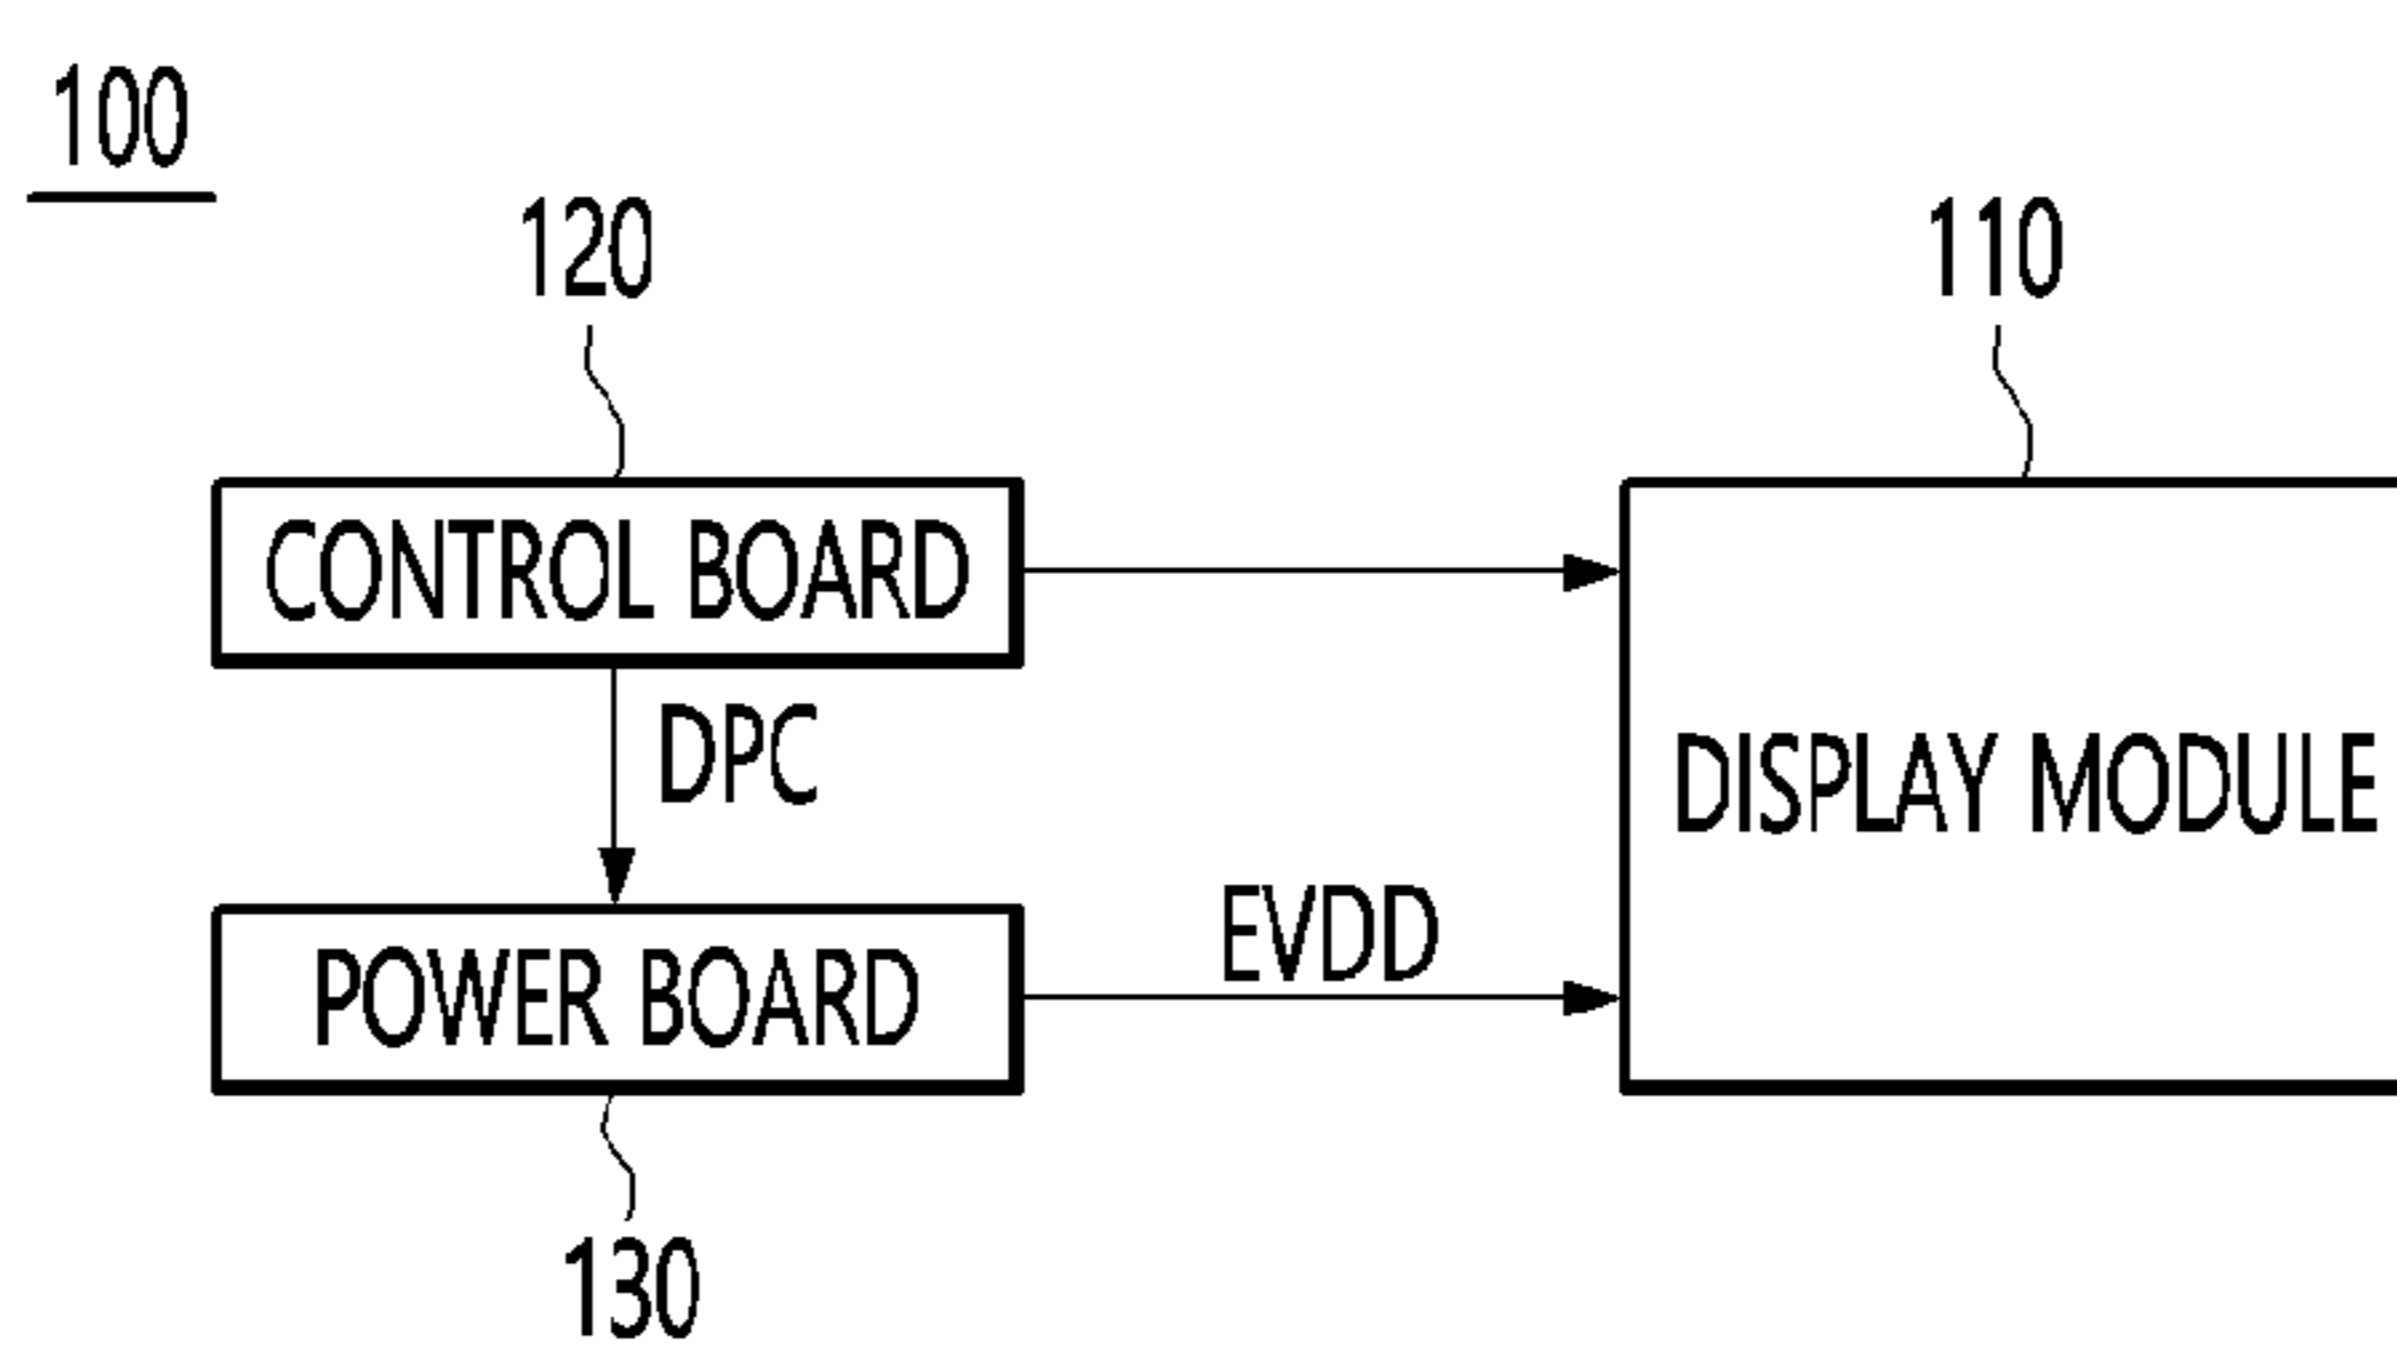 100
120
110
CONTROL BOARD
DPC
DISPLAY MODULE
EVDD
POWER BOARD
130